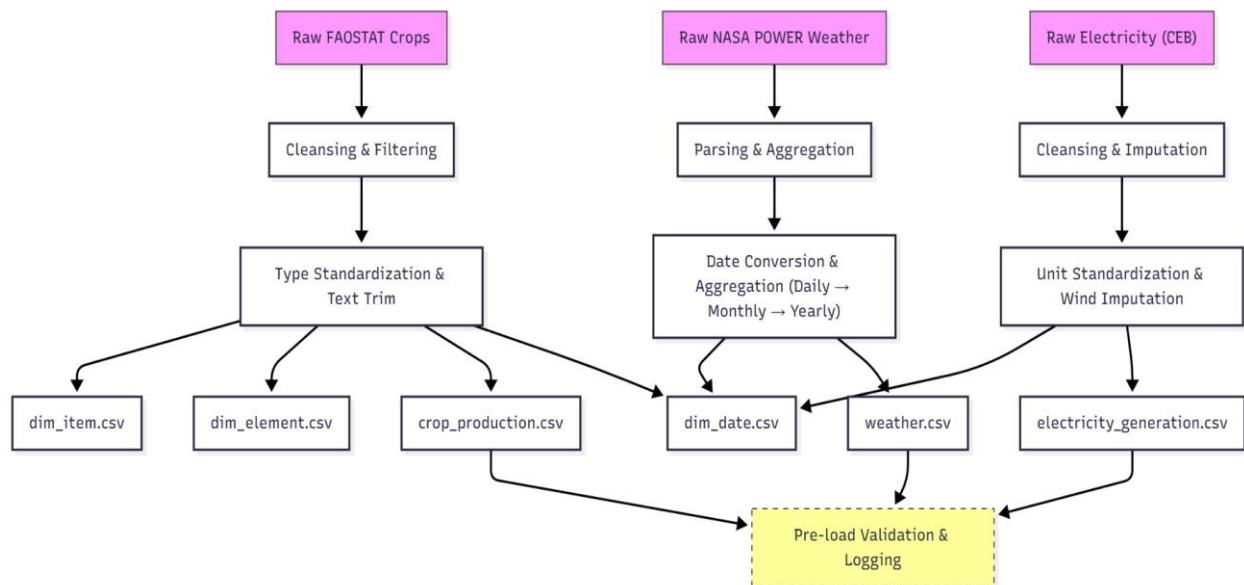 Raw FAOSTAT Crops
Raw NASA POWER Weather
Raw Electricity (CEB)
Cleansing & Filtering
Parsing & Aggregation
Cleansing & Imputation
Type Standardization &
Text Trim
Date Conversion &
Aggregation (Daily →
Monthly → Yearly)
Unit Standardization &
Wind Imputation
dim_item.csv
dim_element.csv
crop_production.csv
dim_date.csv
weather.csv
electricity_generation.csv
Pre-load Validation &
Logging